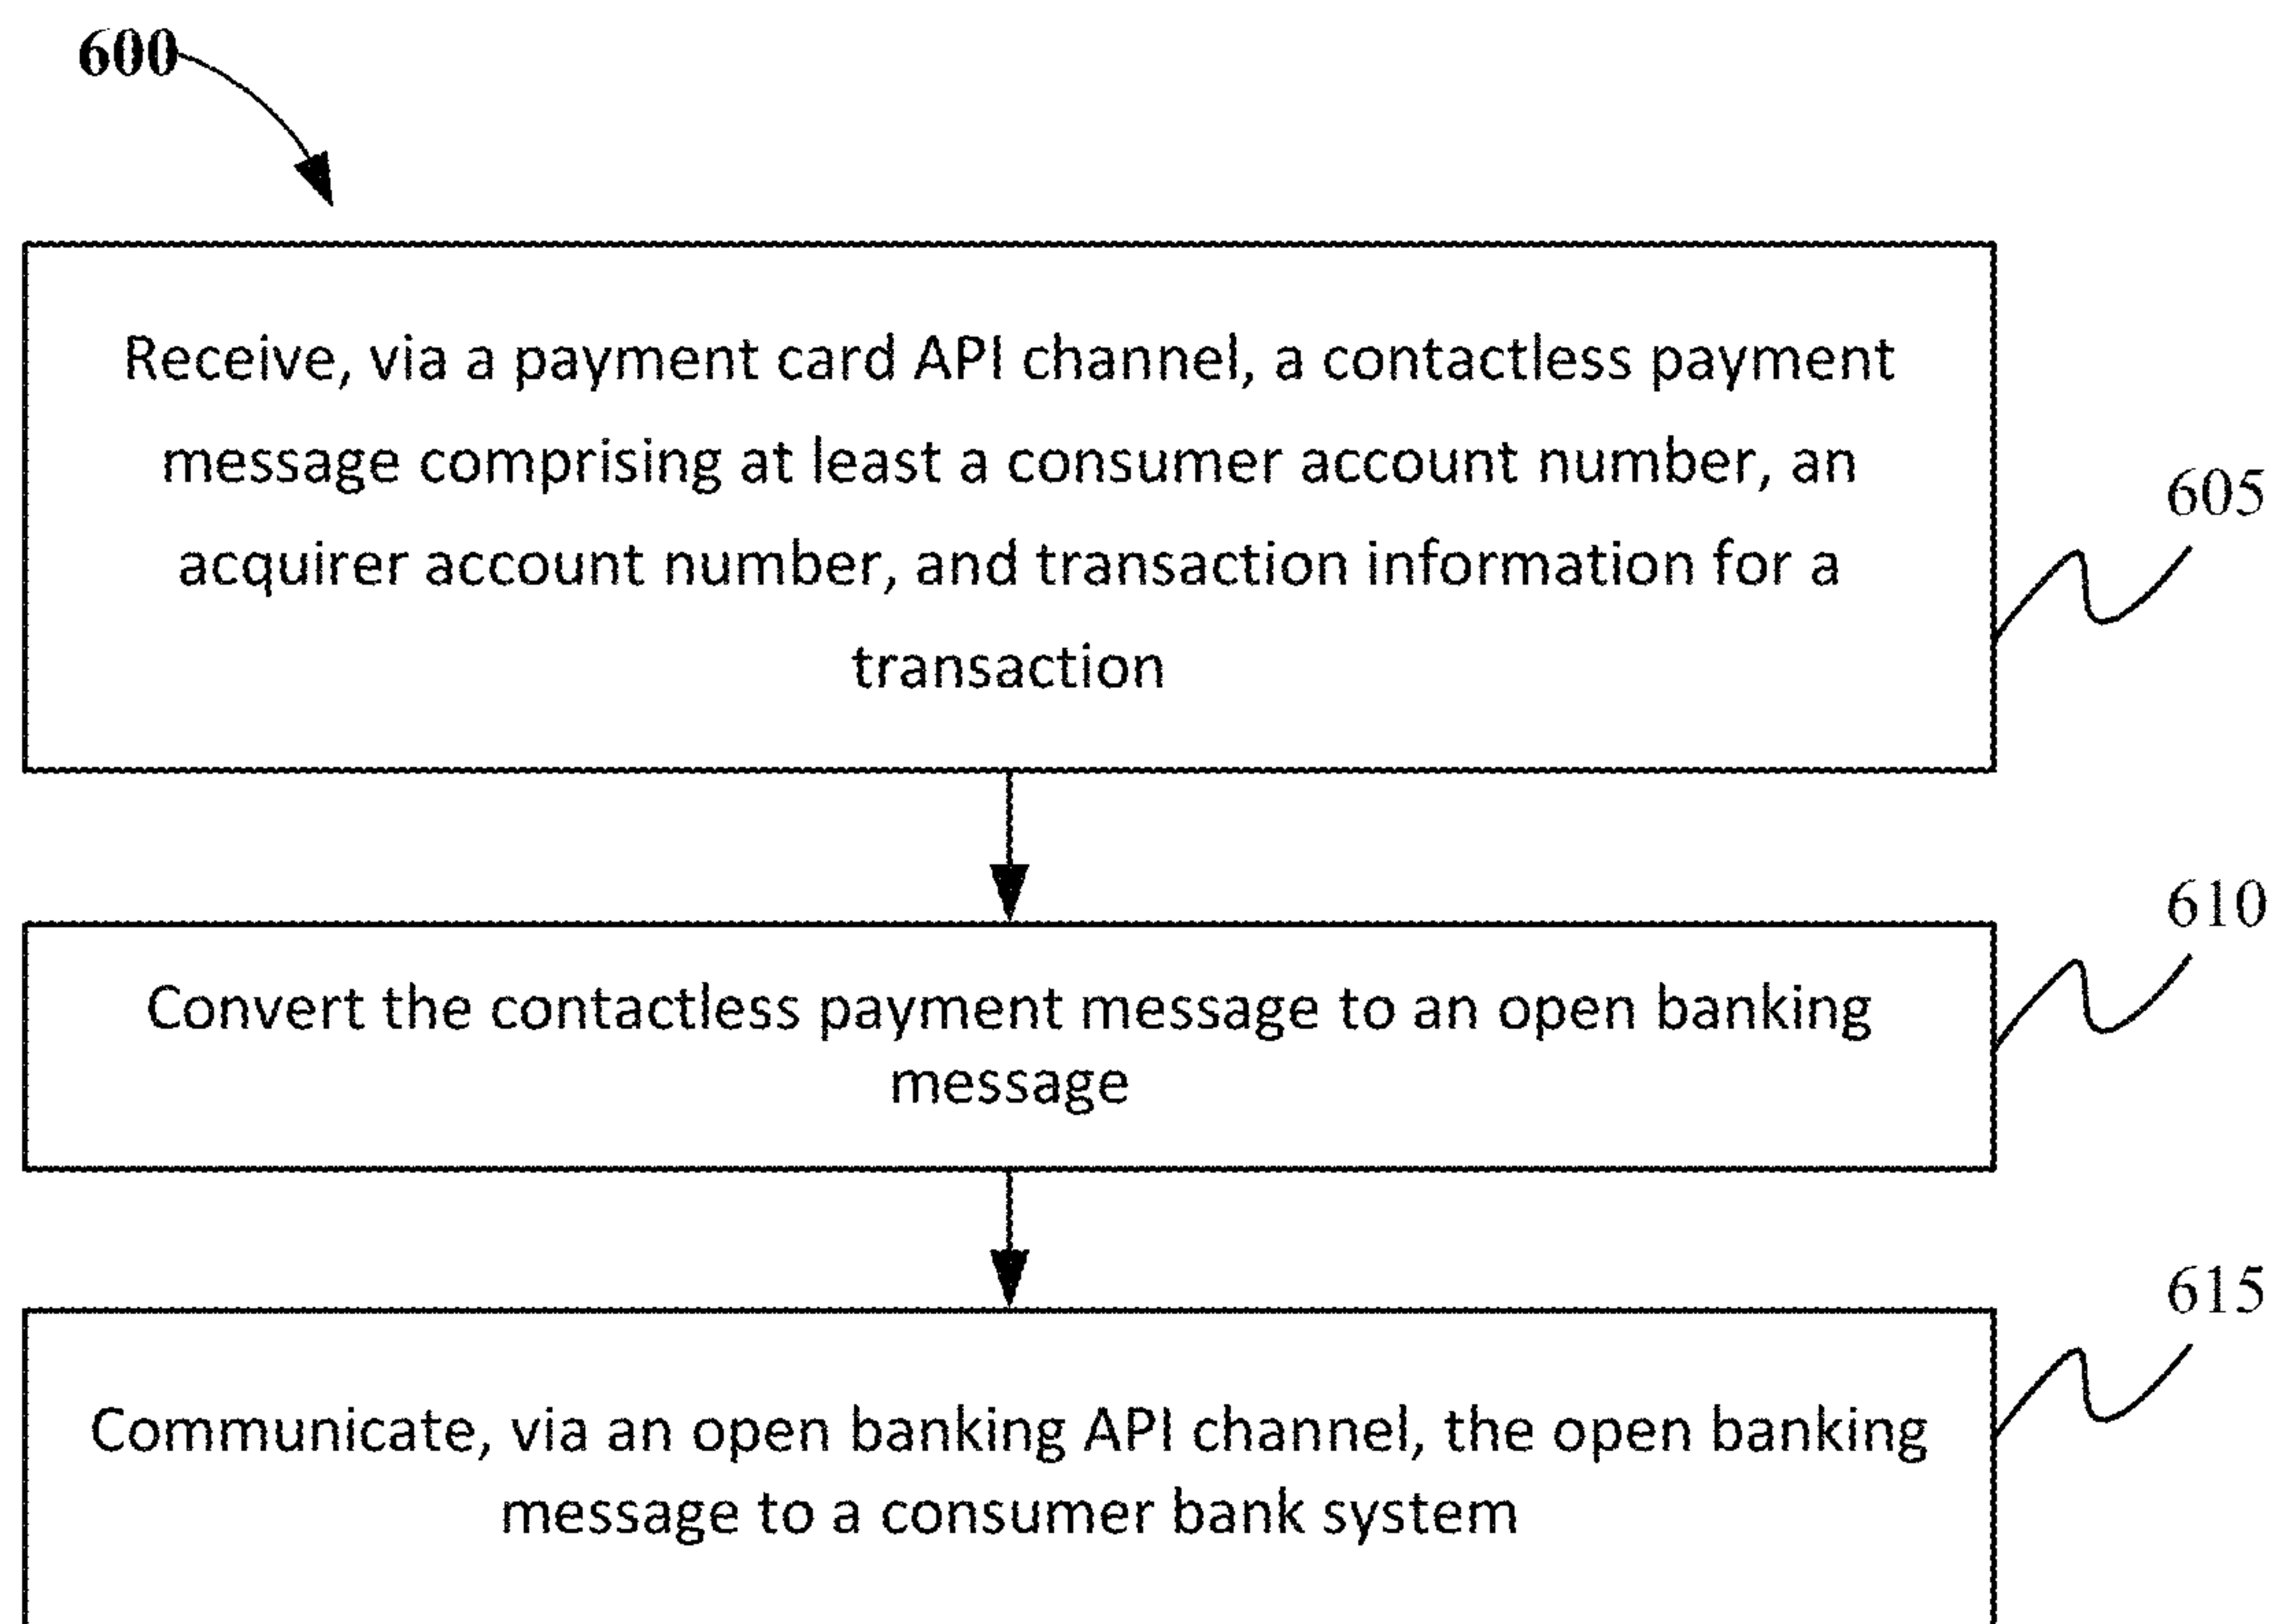 600
Receive, via a payment card API channel, a contactless payment
message comprising at least a consumer account number, an
acquirer account number, and transaction information for a
transaction
605
Convert the contactless payment message to an open banking
message
610
Communicate, via an open banking API channel, the open banking
message to a consumer bank system
615